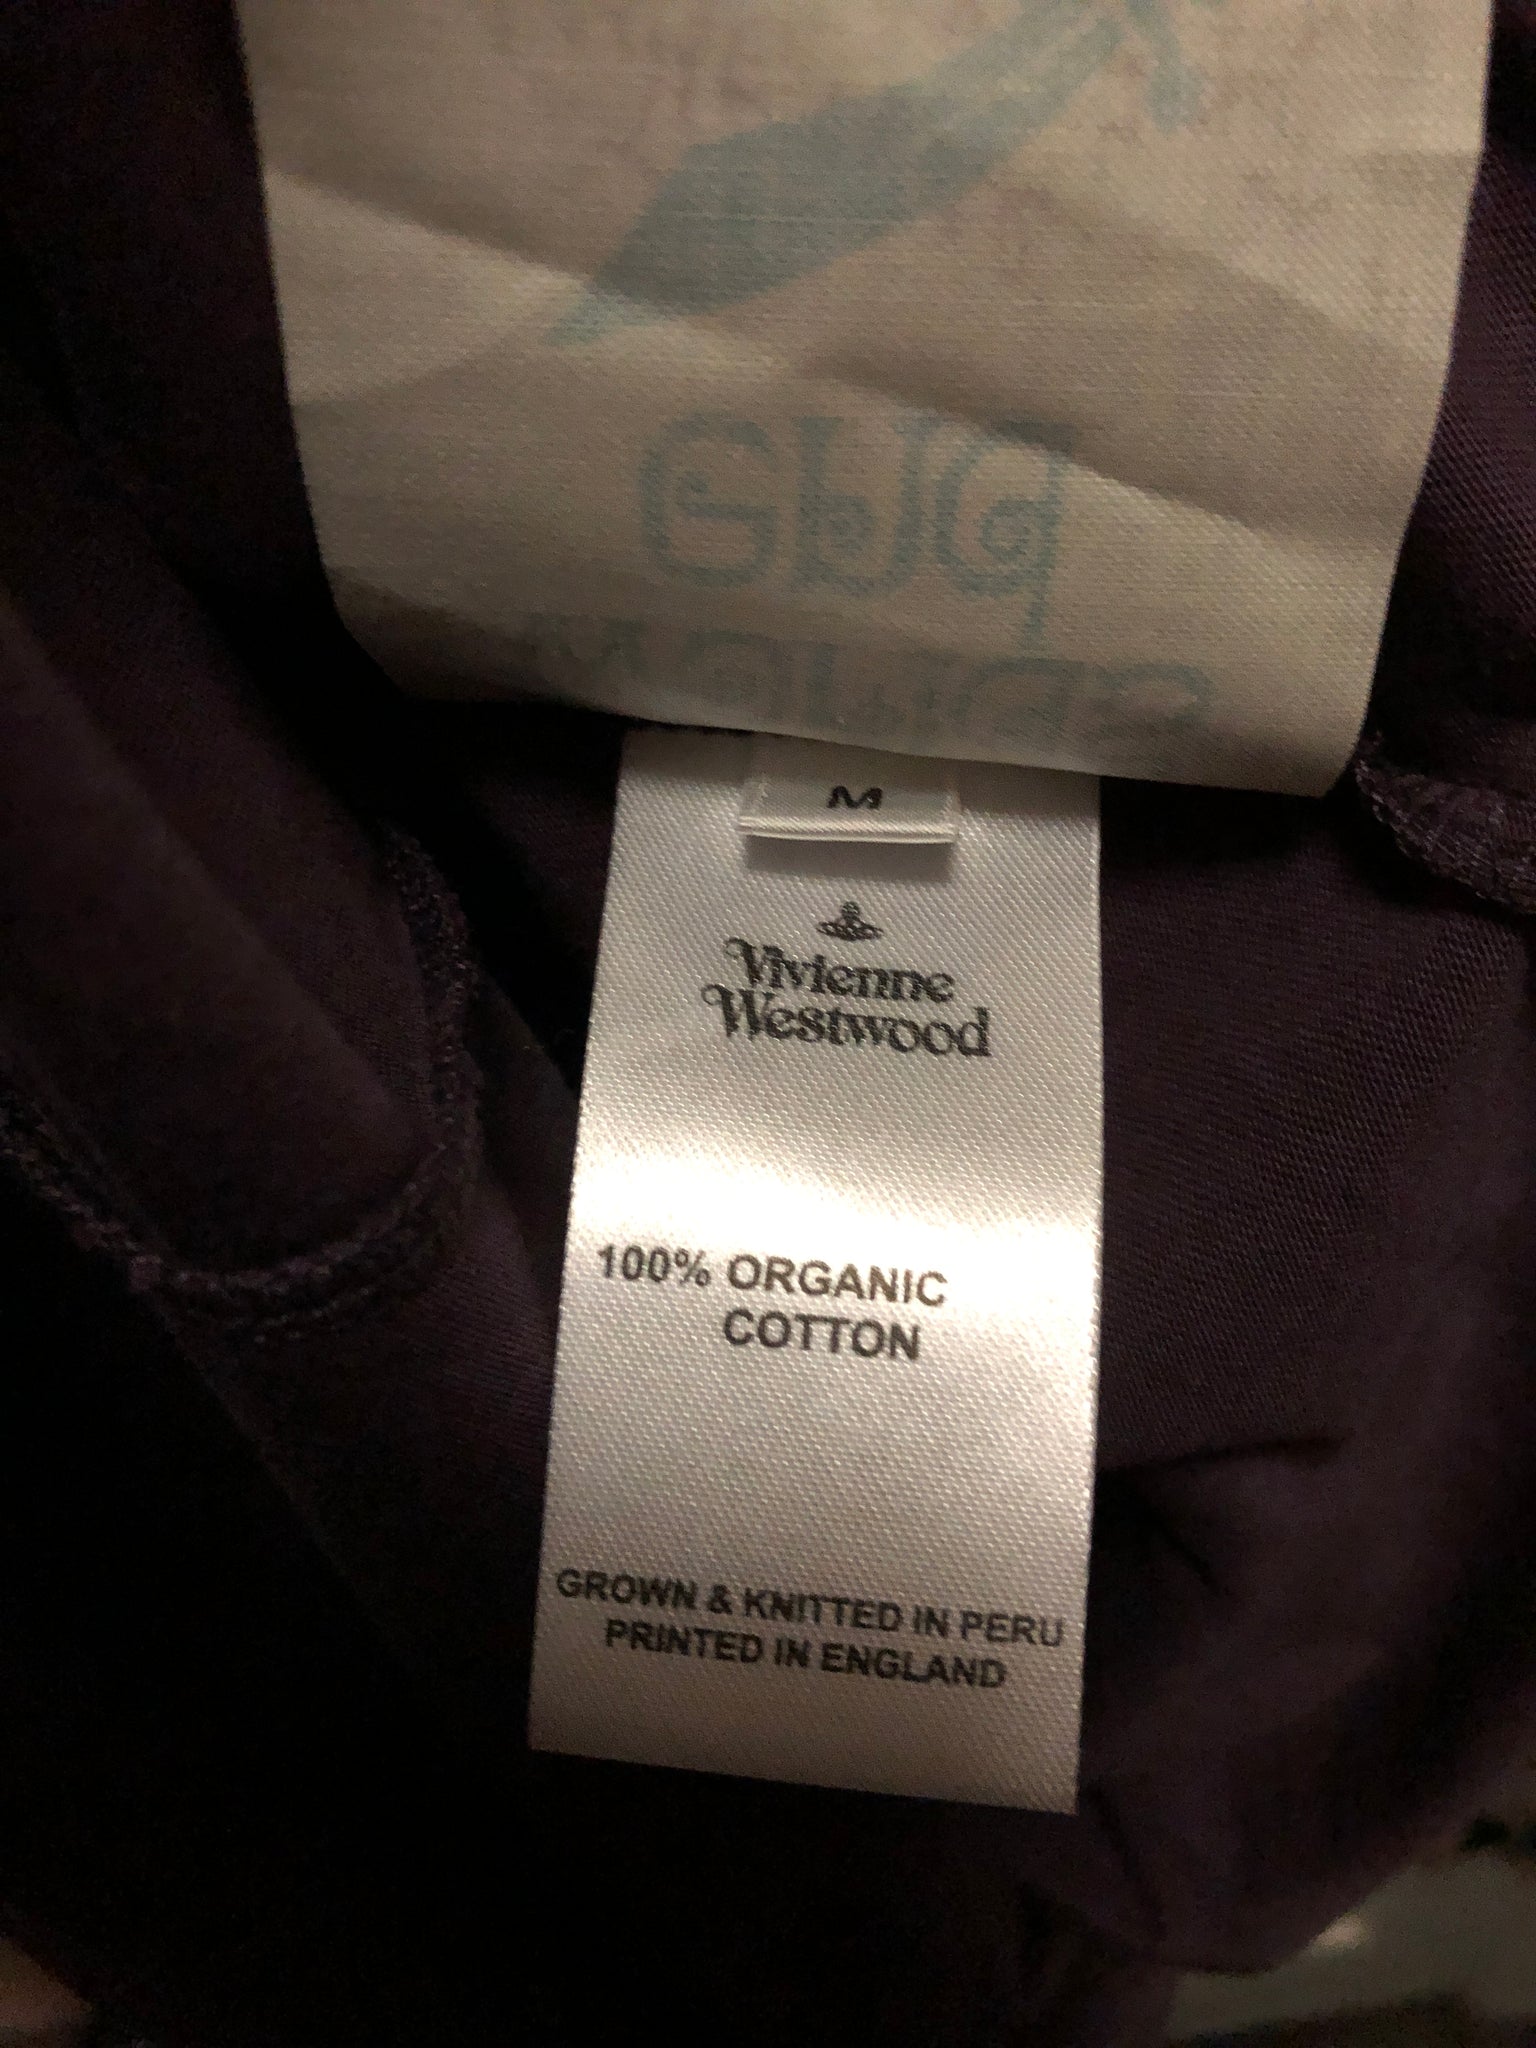 M
Vivienne
Westwood
100% ORGANIC
COTTON
GROWN & KNITTED IN PERU
PRINTED IN ENGLAND